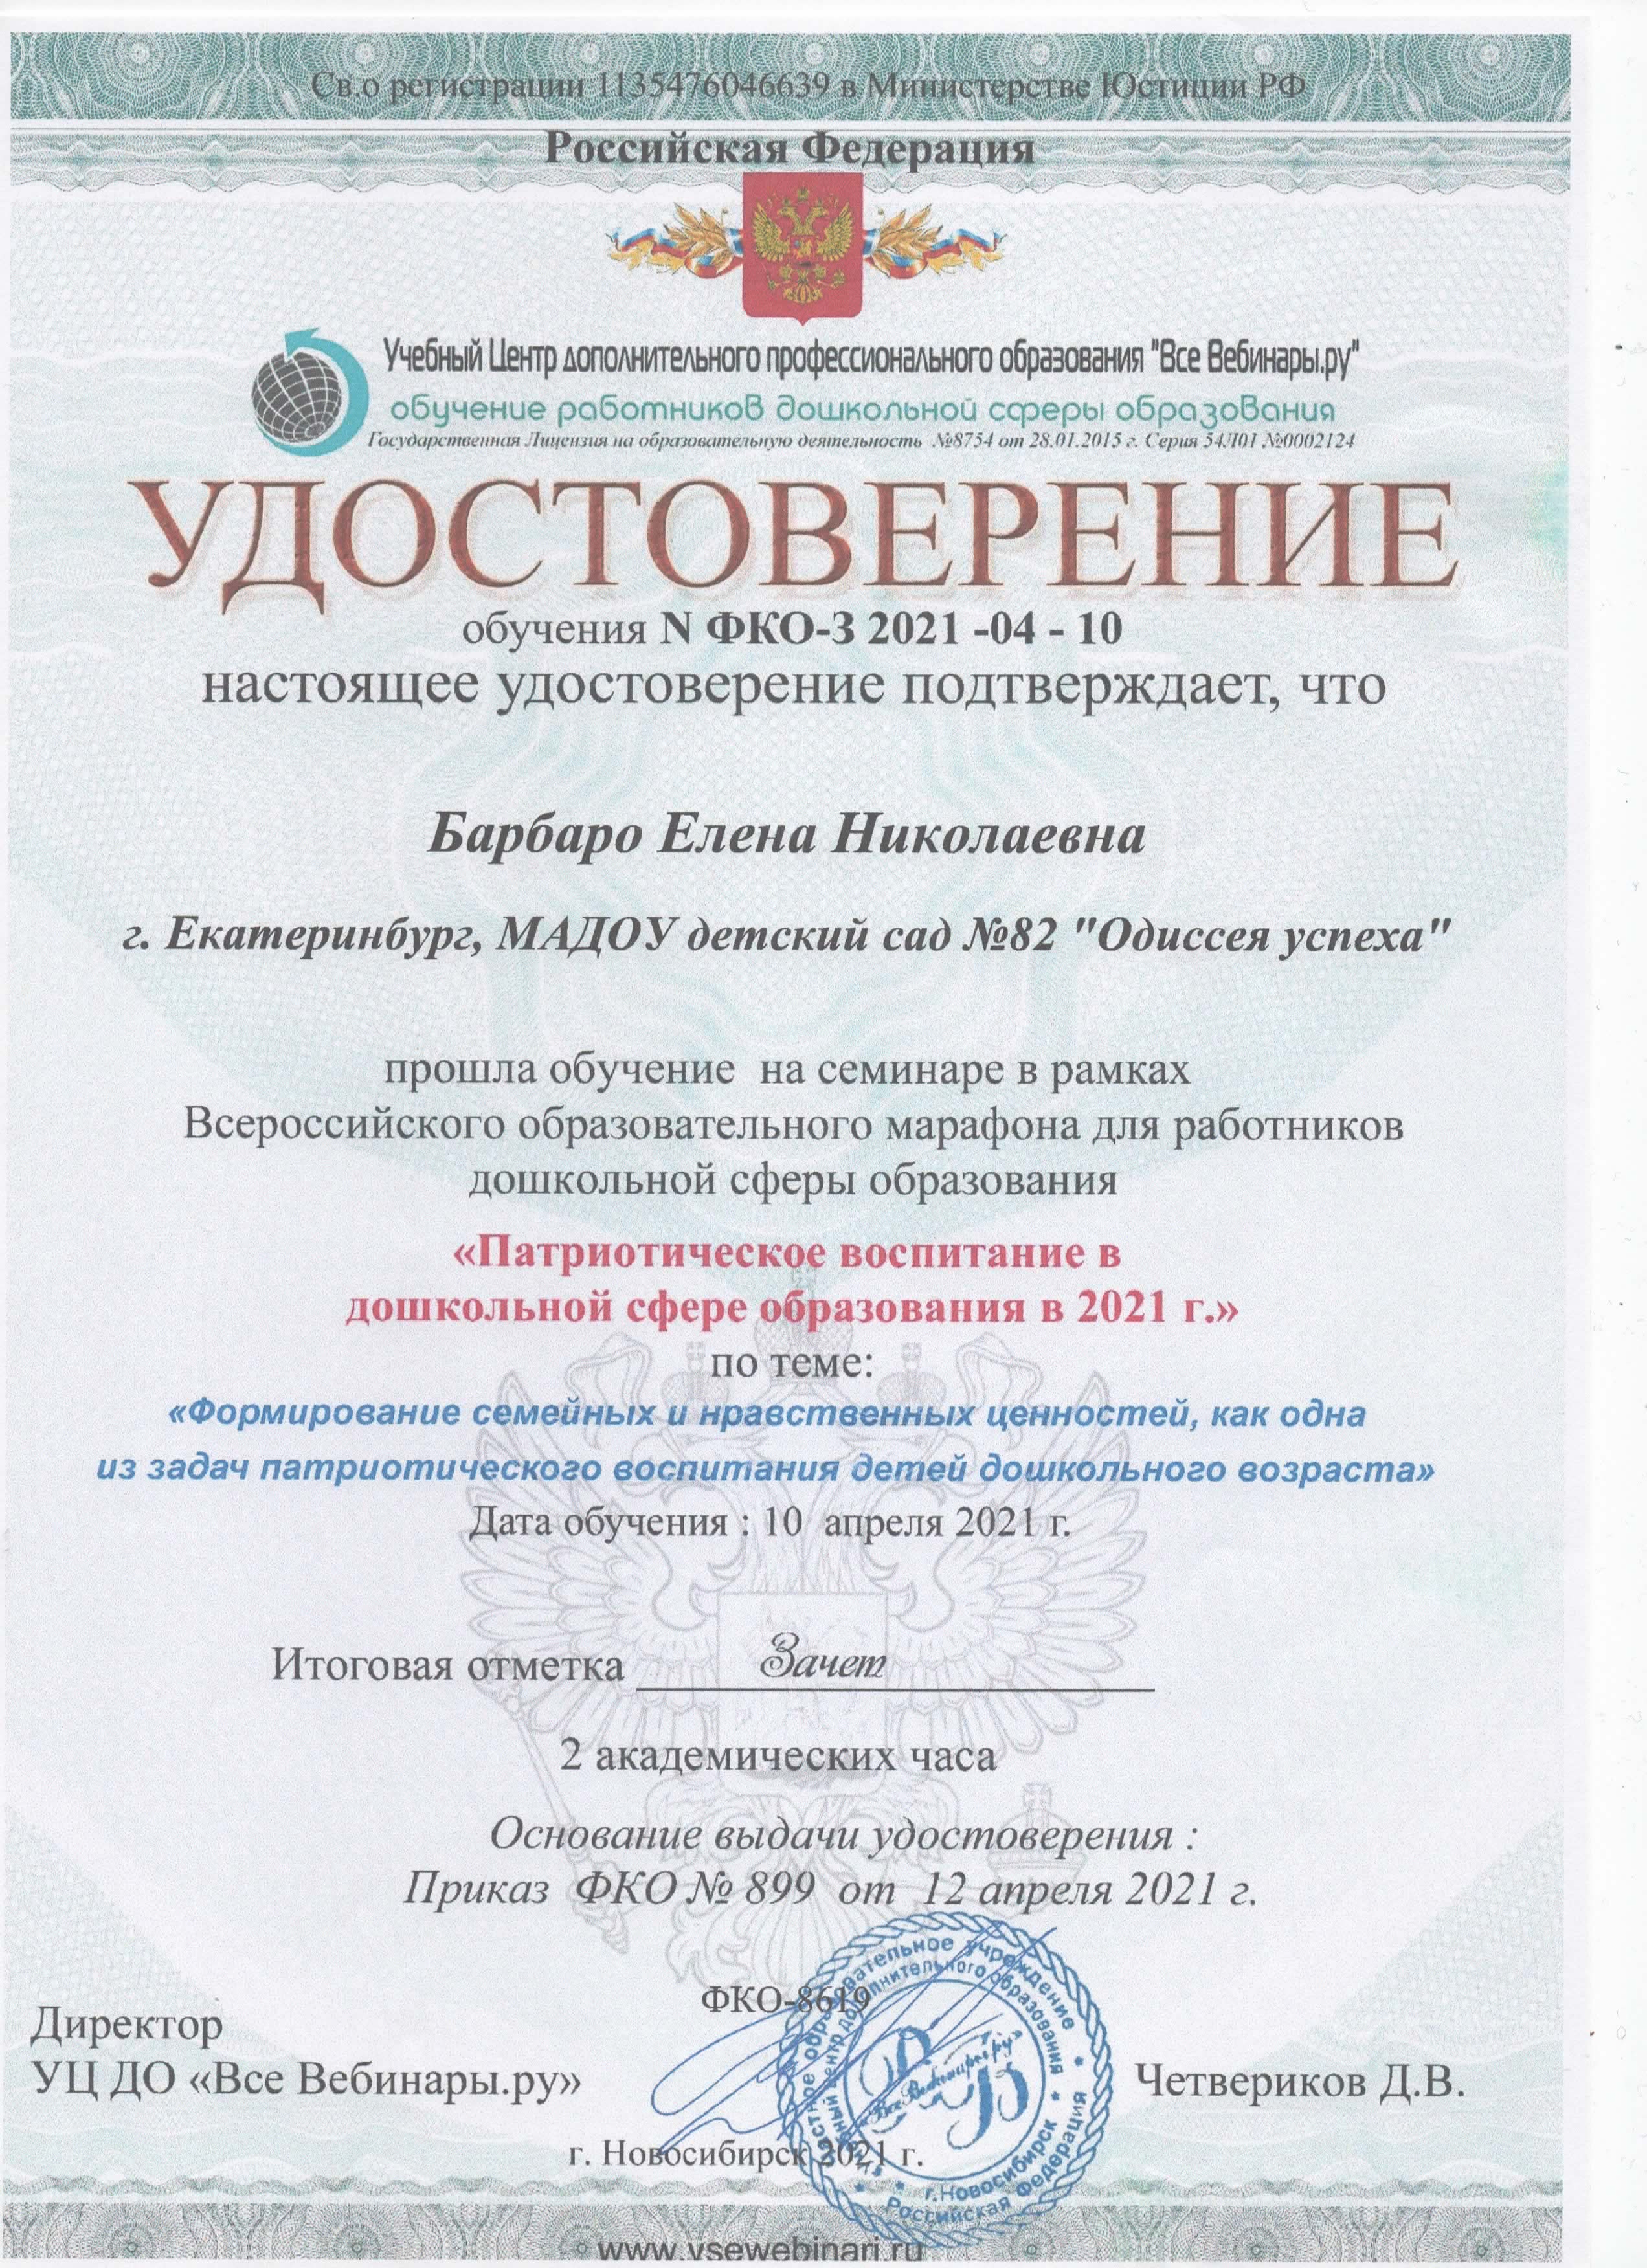 Св.о регистрации 1135476046639 в Министерстве Юстиции РФ
Российская Федерация
Учебный Центр дополнительного профессионального образования "Все Вебинары.ру"
обучение работников дошкольной сферы образования
Государственная Лицензия на образовательную деятельность №8754 от 28.01.2015 г. Серия 54Л01 №0002124
УДОСТОВЕРЕНИЕ
обучения N ФКО-З 2021 -04 - 10
настоящее удостоверение подтверждает, что
Барбаро Елена Николаевна
г. Екатеринбург, МАДОУ детский сад №82 "Одиссея успеха"
прошла обучение на семинаре в рамках
Всероссийского образовательного марафона для работников
дошкольной сферы образования
«Патриотическое воспитание в
дошкольной сфере образования в 2021 г.»
по теме:
«Формирование семейных и нравственных ценностей, как одна
из задач патриотического воспитания детей дошкольного возраста»
Дата обучения : 10 апреля 2021 г.
Итоговая отметка Зачет
2 академических часа
Основание выдачи удостоверения :
Приказ ФКО № 899 от 12 апреля 2021 г.
ФКО-8619
Директор
УЦ ДО «Все Вебинары.ру»
Четвериков Д.В.
образовательное учреждение
дополнительного образования
«Все Вебинары.ру»
г.Новосибирск
Российская Федерация
г. Новосибирск 2021 г.
www.vsewebinari.ru